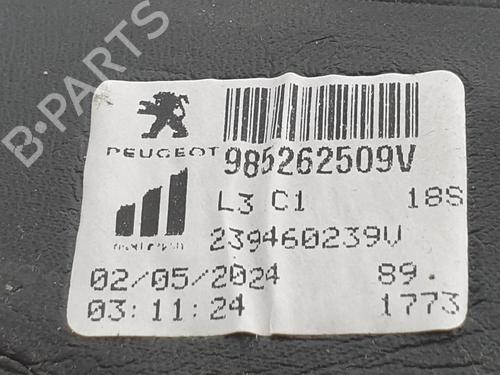 B-PARTS
PEUGEOT
985262509V
L3 C1 18S
239460239V
02/05/2024 89.
03:11:24 1773